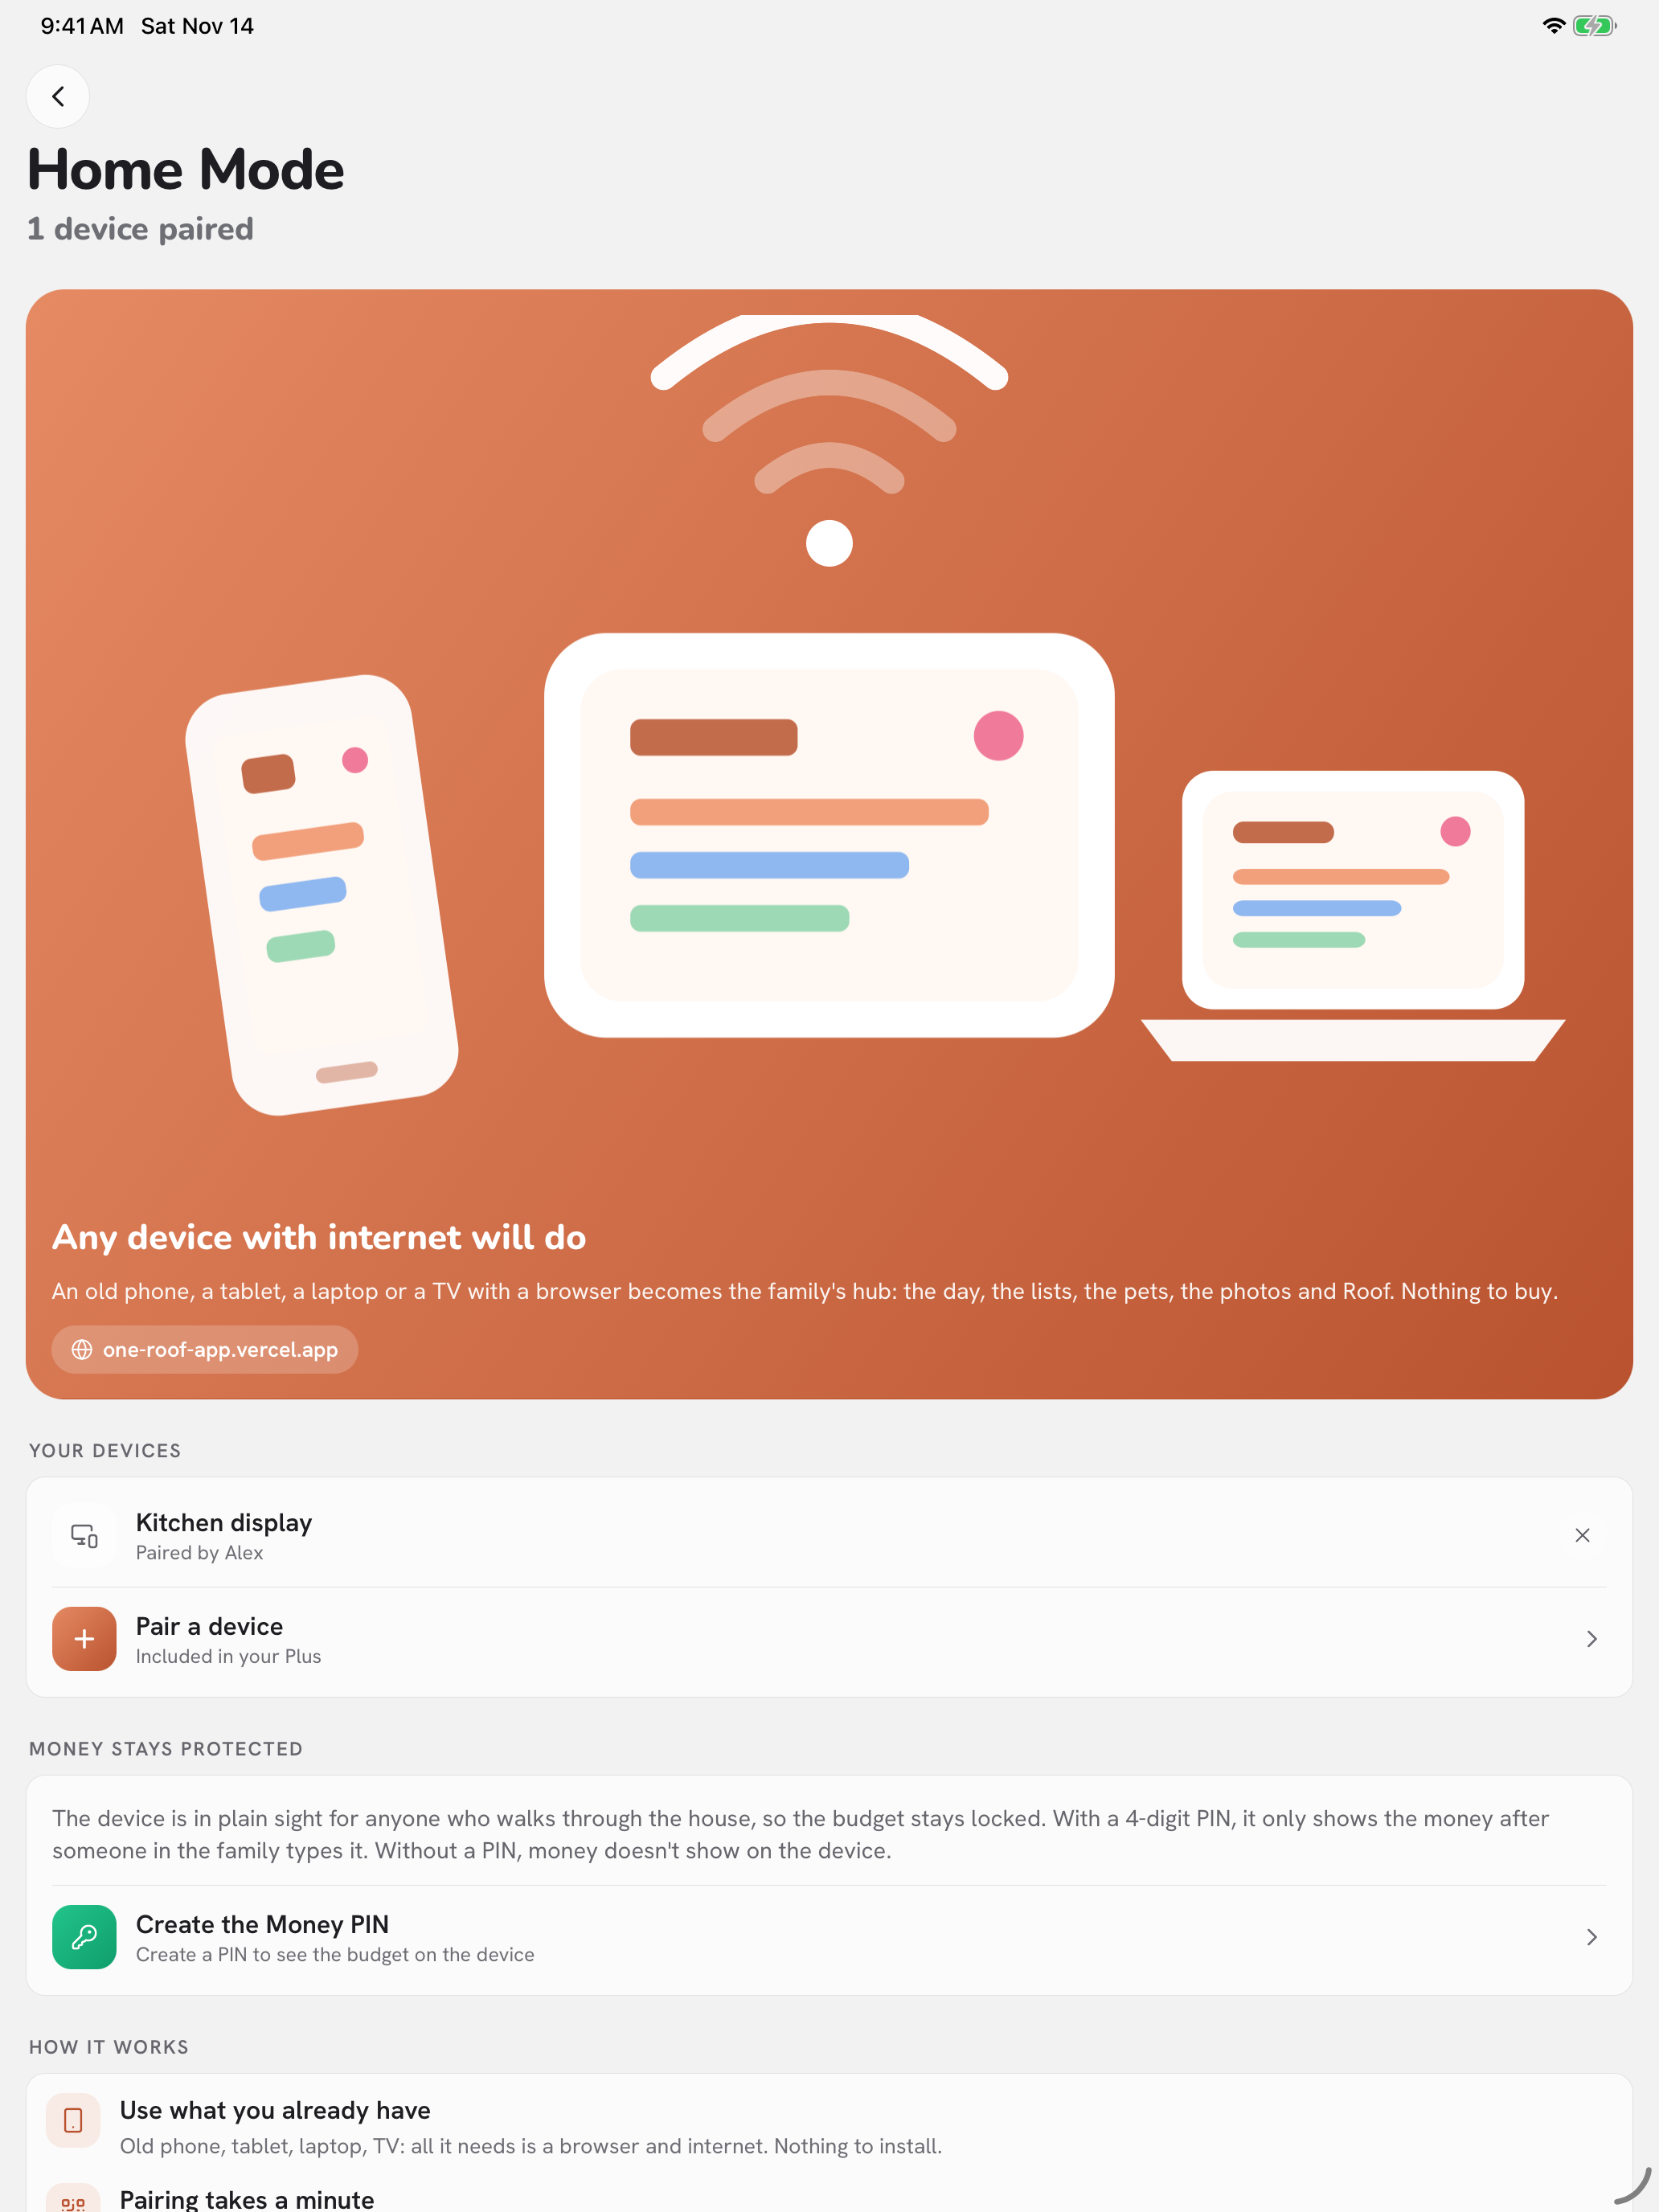 9:41 AM Sat Nov 14
Home Mode
1 device paired
Any device with internet will do
An old phone, a tablet, a laptop or a TV with a browser becomes the family's hub: the day, the lists, the pets, the photos and Roof. Nothing to buy.
one-roof-app.vercel.app
YOUR DEVICES
Kitchen display
Paired by Alex
Pair a device
Included in your Plus
MONEY STAYS PROTECTED
The device is in plain sight for anyone who walks through the house, so the budget stays locked. With a 4-digit PIN, it only shows the money after
someone in the family types it. Without a PIN, money doesn't show on the device.
Create the Money PIN
Create a PIN to see the budget on the device
HOW IT WORKS
Use what you already have
Old phone, tablet, laptop, TV: all it needs is a browser and internet. Nothing to install.
Pairing takes a minute